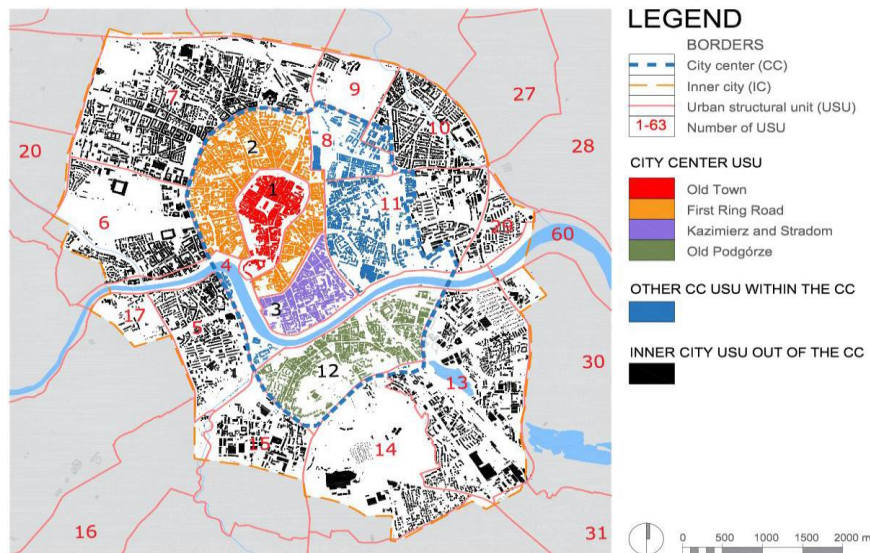 LEGEND
BORDERS
City center (CC)
Inner city (IC)
Urban structural unit (USU)
1-63 Number of USU
CITY CENTER USU
Old Town
First Ring Road
Kazimierz and Stradom
Old Podgórze
OTHER CC USU WITHIN THE CC
INNER CITY USU OUT OF THE CC
0 500 1000 1500 2000 m
7
9
27
10
2
8
20
28
1
11
6
29
60
4
3
17
5
12
13
30
15
14
16
31